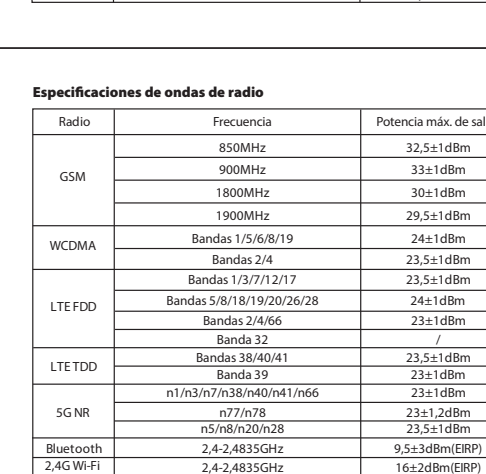 Especificaciones de ondas de radio
Radio Frecuencia Potencia máx. de sal
GSM
850MHz 32,5±1dBm
900MHz 33±1dBm
1800MHz 30±1dBm
1900MHz 29,5±1dBm
WCDMA
Bandas 1/5/6/8/19 24±1dBm
Bandas 2/4 23,5±1dBm
LTE FDD
Bandas 1/3/7/12/17 23,5±1dBm
Bandas 5/8/18/19/20/26/28 24±1dBm
Bandas 2/4/66 23±1dBm
Banda 32 /
LTE TDD
Bandas 38/40/41 23,5±1dBm
Banda 39 23±1dBm
5G NR
n1/n3/n7/n38/n40/n41/n66 23±1dBm
n77/n78 23±1,2dBm
n5/n8/n20/n28 23,5±1dBm
Bluetooth 2,4-2,4835GHz 9,5±3dBm(EIRP)
2,4G Wi-Fi 2,4-2,4835GHz 16±2dBm(EIRP)